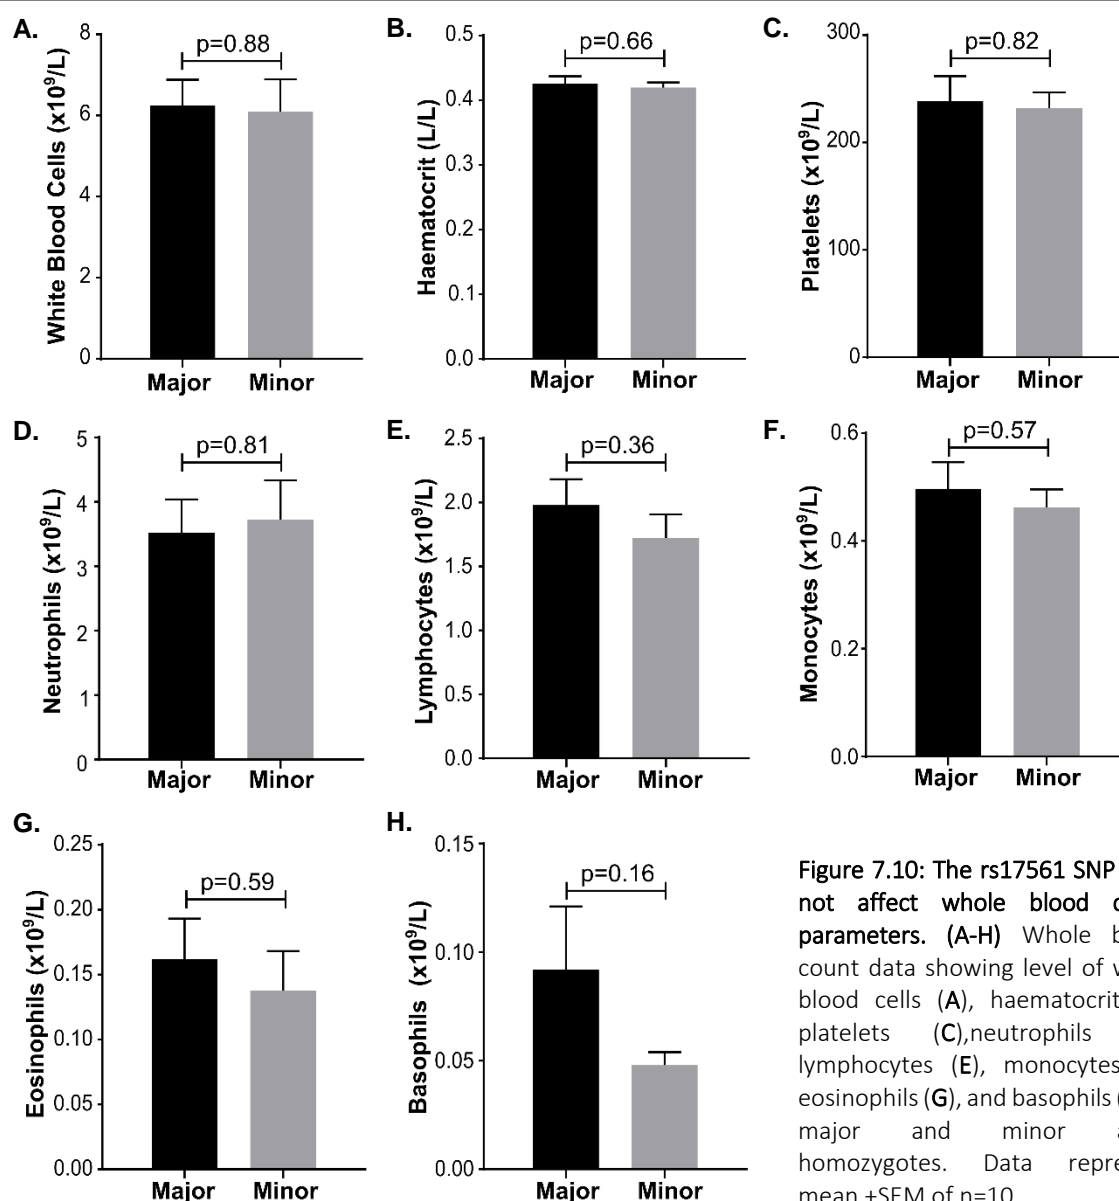 A.
8
6
4
2
0
White Blood Cells (x10⁹/L)
p=0.88
Major Minor
B.
0.5
0.4
0.3
0.2
0.1
0.0
Haematocrit (L/L)
p=0.66
Major Minor
C.
300
200
100
0
Platelets (x10⁹/L)
p=0.82
Major Minor
D.
5
4
3
2
1
0
Neutrophils (x10⁹/L)
p=0.81
Major Minor
E.
2.5
2.0
1.5
1.0
0.5
0.0
Lymphocytes (x10⁹/L)
p=0.36
Major Minor
F.
0.6
0.4
0.2
0.0
Monocytes (x10⁹/L)
p=0.57
Major Minor
G.
0.25
0.20
0.15
0.10
0.05
0.00
Eosinophils (x10⁹/L)
p=0.59
Major Minor
H.
0.15
0.10
0.05
0.00
Basophils (x10⁹/L)
p=0.16
Major Minor
Figure 7.10: The rs17561 SNP
not affect whole blood
parameters. (A-H) Whole
count data showing level of
blood cells (A), haematocrit
platelets (C),neutrophils
lymphocytes (E), monocytes
eosinophils (G), and basophils
major and minor
homozygotes. Data
mean +SEM of n=10